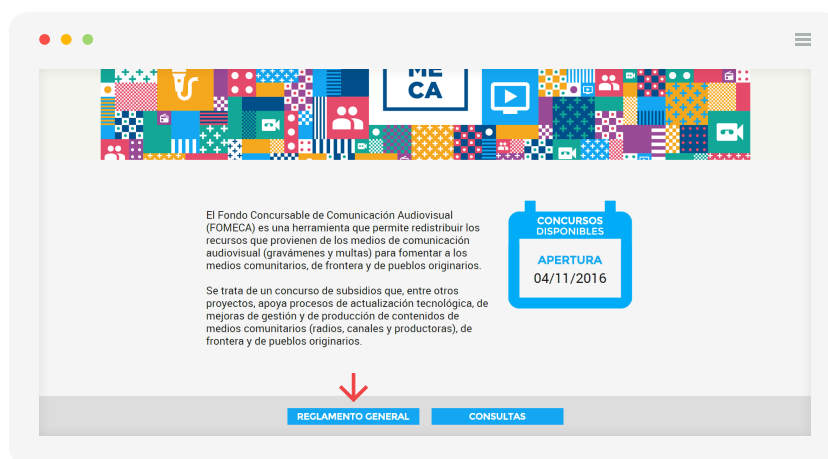 ME
CA
El Fondo Concursable de Comunicación Audiovisual
(FOMECA) es una herramienta que permite redistribuir los
recursos que provienen de los medios de comunicación
audiovisual (gravámenes y multas) para fomentar a los
medios comunitarios, de frontera y de pueblos originarios.
Se trata de un concurso de subsidios que, entre otros
proyectos, apoya procesos de actualización tecnológica, de
mejoras de gestión y de producción de contenidos de
medios comunitarios (radios, canales y productoras), de
frontera y de pueblos originarios.
CONCURSOS
DISPONIBLES
APERTURA
04/11/2016
REGLAMENTO GENERAL
CONSULTAS